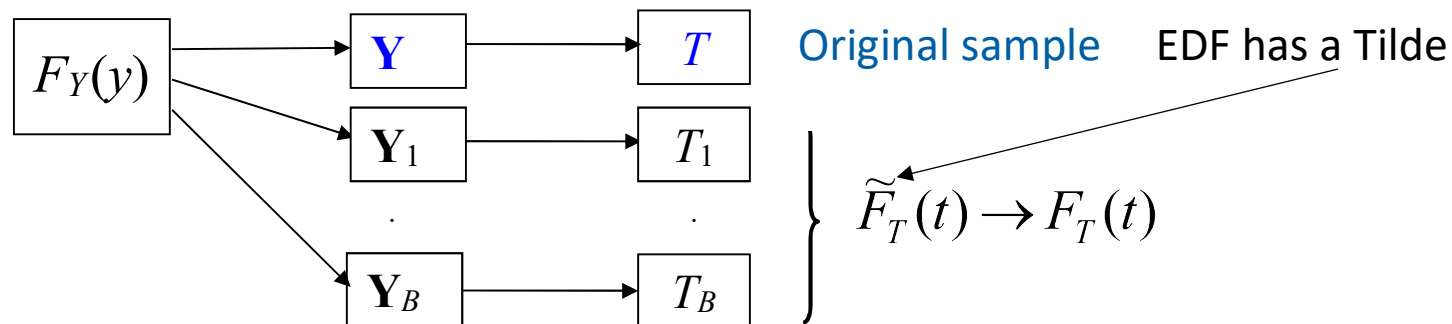 F_Y(y) Y T Original sample EDF has a Tilde
Y_1 T_1
. .
F̃_T(t) → F_T(t)
Y_B T_B